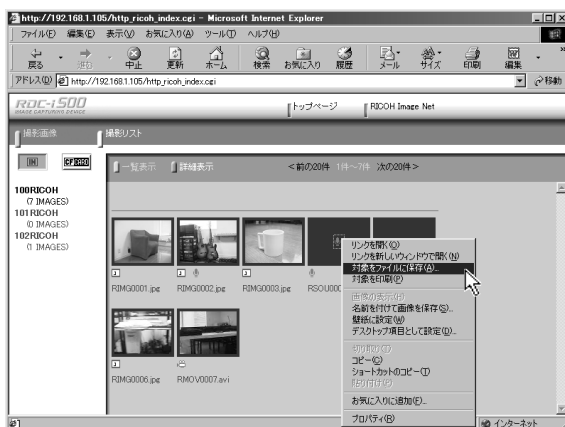 http://192.168.1.105/http_ricoh_index.cgi - Microsoft Internet Explorer
ファイル(F) 編集(E) 表示(V) お気に入り(A) ツール(T) ヘルプ(H)
戻る 進む 中止 更新 ホーム 検索 お気に入り 履歴 メール サイズ 印刷 編集
アドレス(D) http://192.168.1.105/http_ricoh_index.cgi 移動
RDC-i500
IMAGE CAPTURING DEVICE
トップページ RICOH Image Net
撮影画像 撮影リスト
IN CF CARD
一覧表示 詳細表示 <前の20件 1件~7件 次の20件>
100RICOH
(7 IMAGES)
101RICOH
(0 IMAGES)
102RICOH
(1 IMAGES)
RIMG0001.jpg RIMG0002.jpg RIMG0003.jpg RSOU000
RIMG0006.jpg RMOV0007.avi
リンクを開く(O)
リンクを新しいウィンドウで開く(N)
対象をファイルに保存(A)...
対象を印刷(P)
画像の表示(H)
名前を付けて画像を保存(S)...
壁紙に設定(W)
デスクトップ項目として設定(D)...
切り取り(T)
コピー(C)
ショートカットのコピー(T)
貼り付け(P)
お気に入りに追加(F)...
プロパティ(R)
インターネット